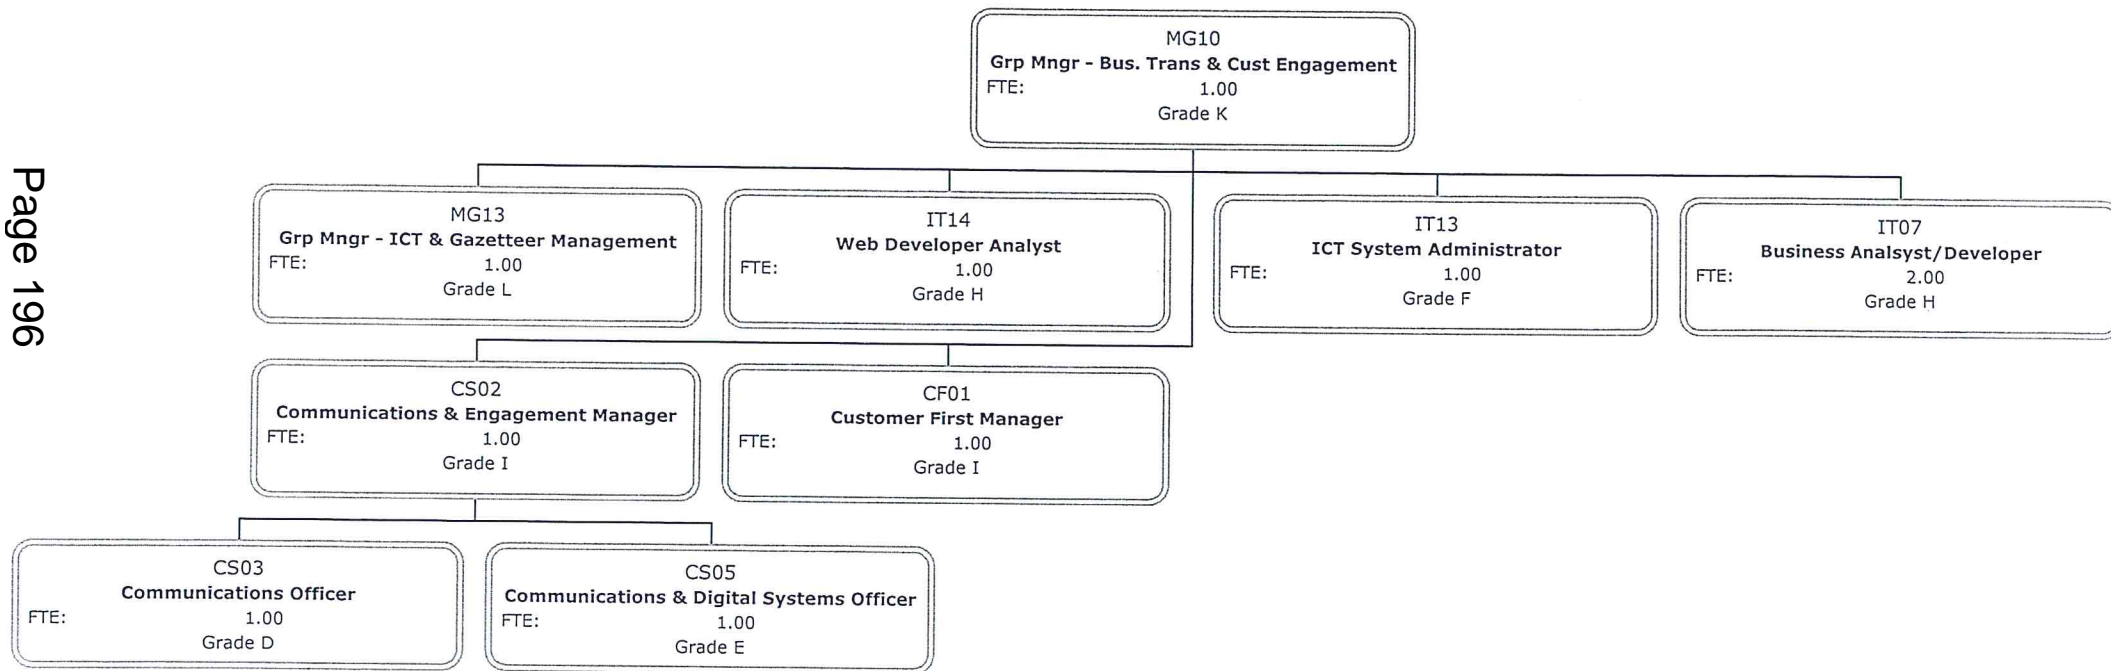 Page 196
MG10
Grp Mngr - Bus. Trans & Cust Engagement
FTE: 1.00
Grade K
MG13
Grp Mngr - ICT & Gazetteer Management
FTE: 1.00
Grade L
IT14
Web Developer Analyst
FTE: 1.00
Grade H
IT13
ICT System Administrator
FTE: 1.00
Grade F
IT07
Business Analsyst/Developer
FTE: 2.00
Grade H
CS02
Communications & Engagement Manager
FTE: 1.00
Grade I
CF01
Customer First Manager
FTE: 1.00
Grade I
CS03
Communications Officer
FTE: 1.00
Grade D
CS05
Communications & Digital Systems Officer
FTE: 1.00
Grade E